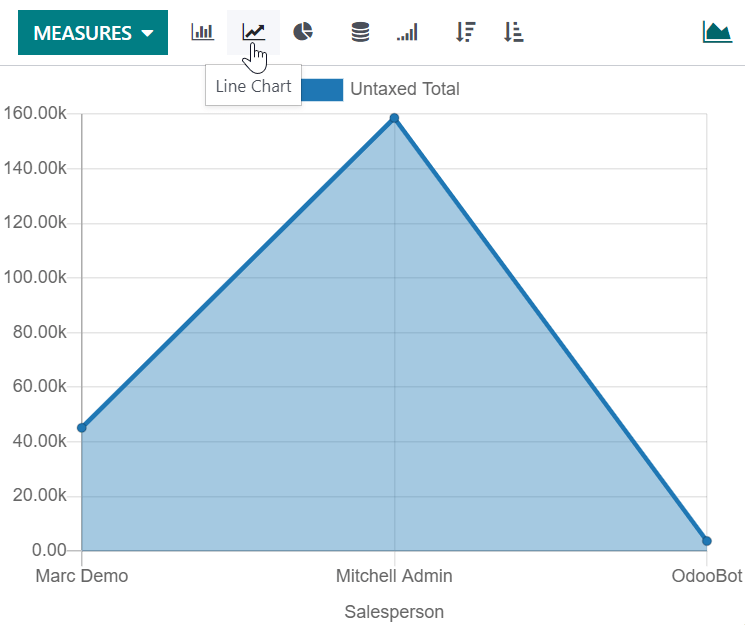 MEASURES
Line Chart
Untaxed Total
160.00k
140.00k
120.00k
100.00k
80.00k
60.00k
40.00k
20.00k
0.00
Marc Demo
Mitchell Admin
OdooBot
Salesperson